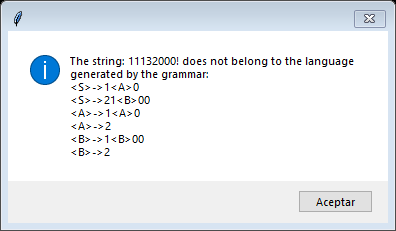 The string: 11132000! does not belong to the language
generated by the grammar:
<S>->1<A>0
<S>->21<B>00
<A>->1<A>0
<A>->2
<B>->1<B>00
<B>->2
Aceptar